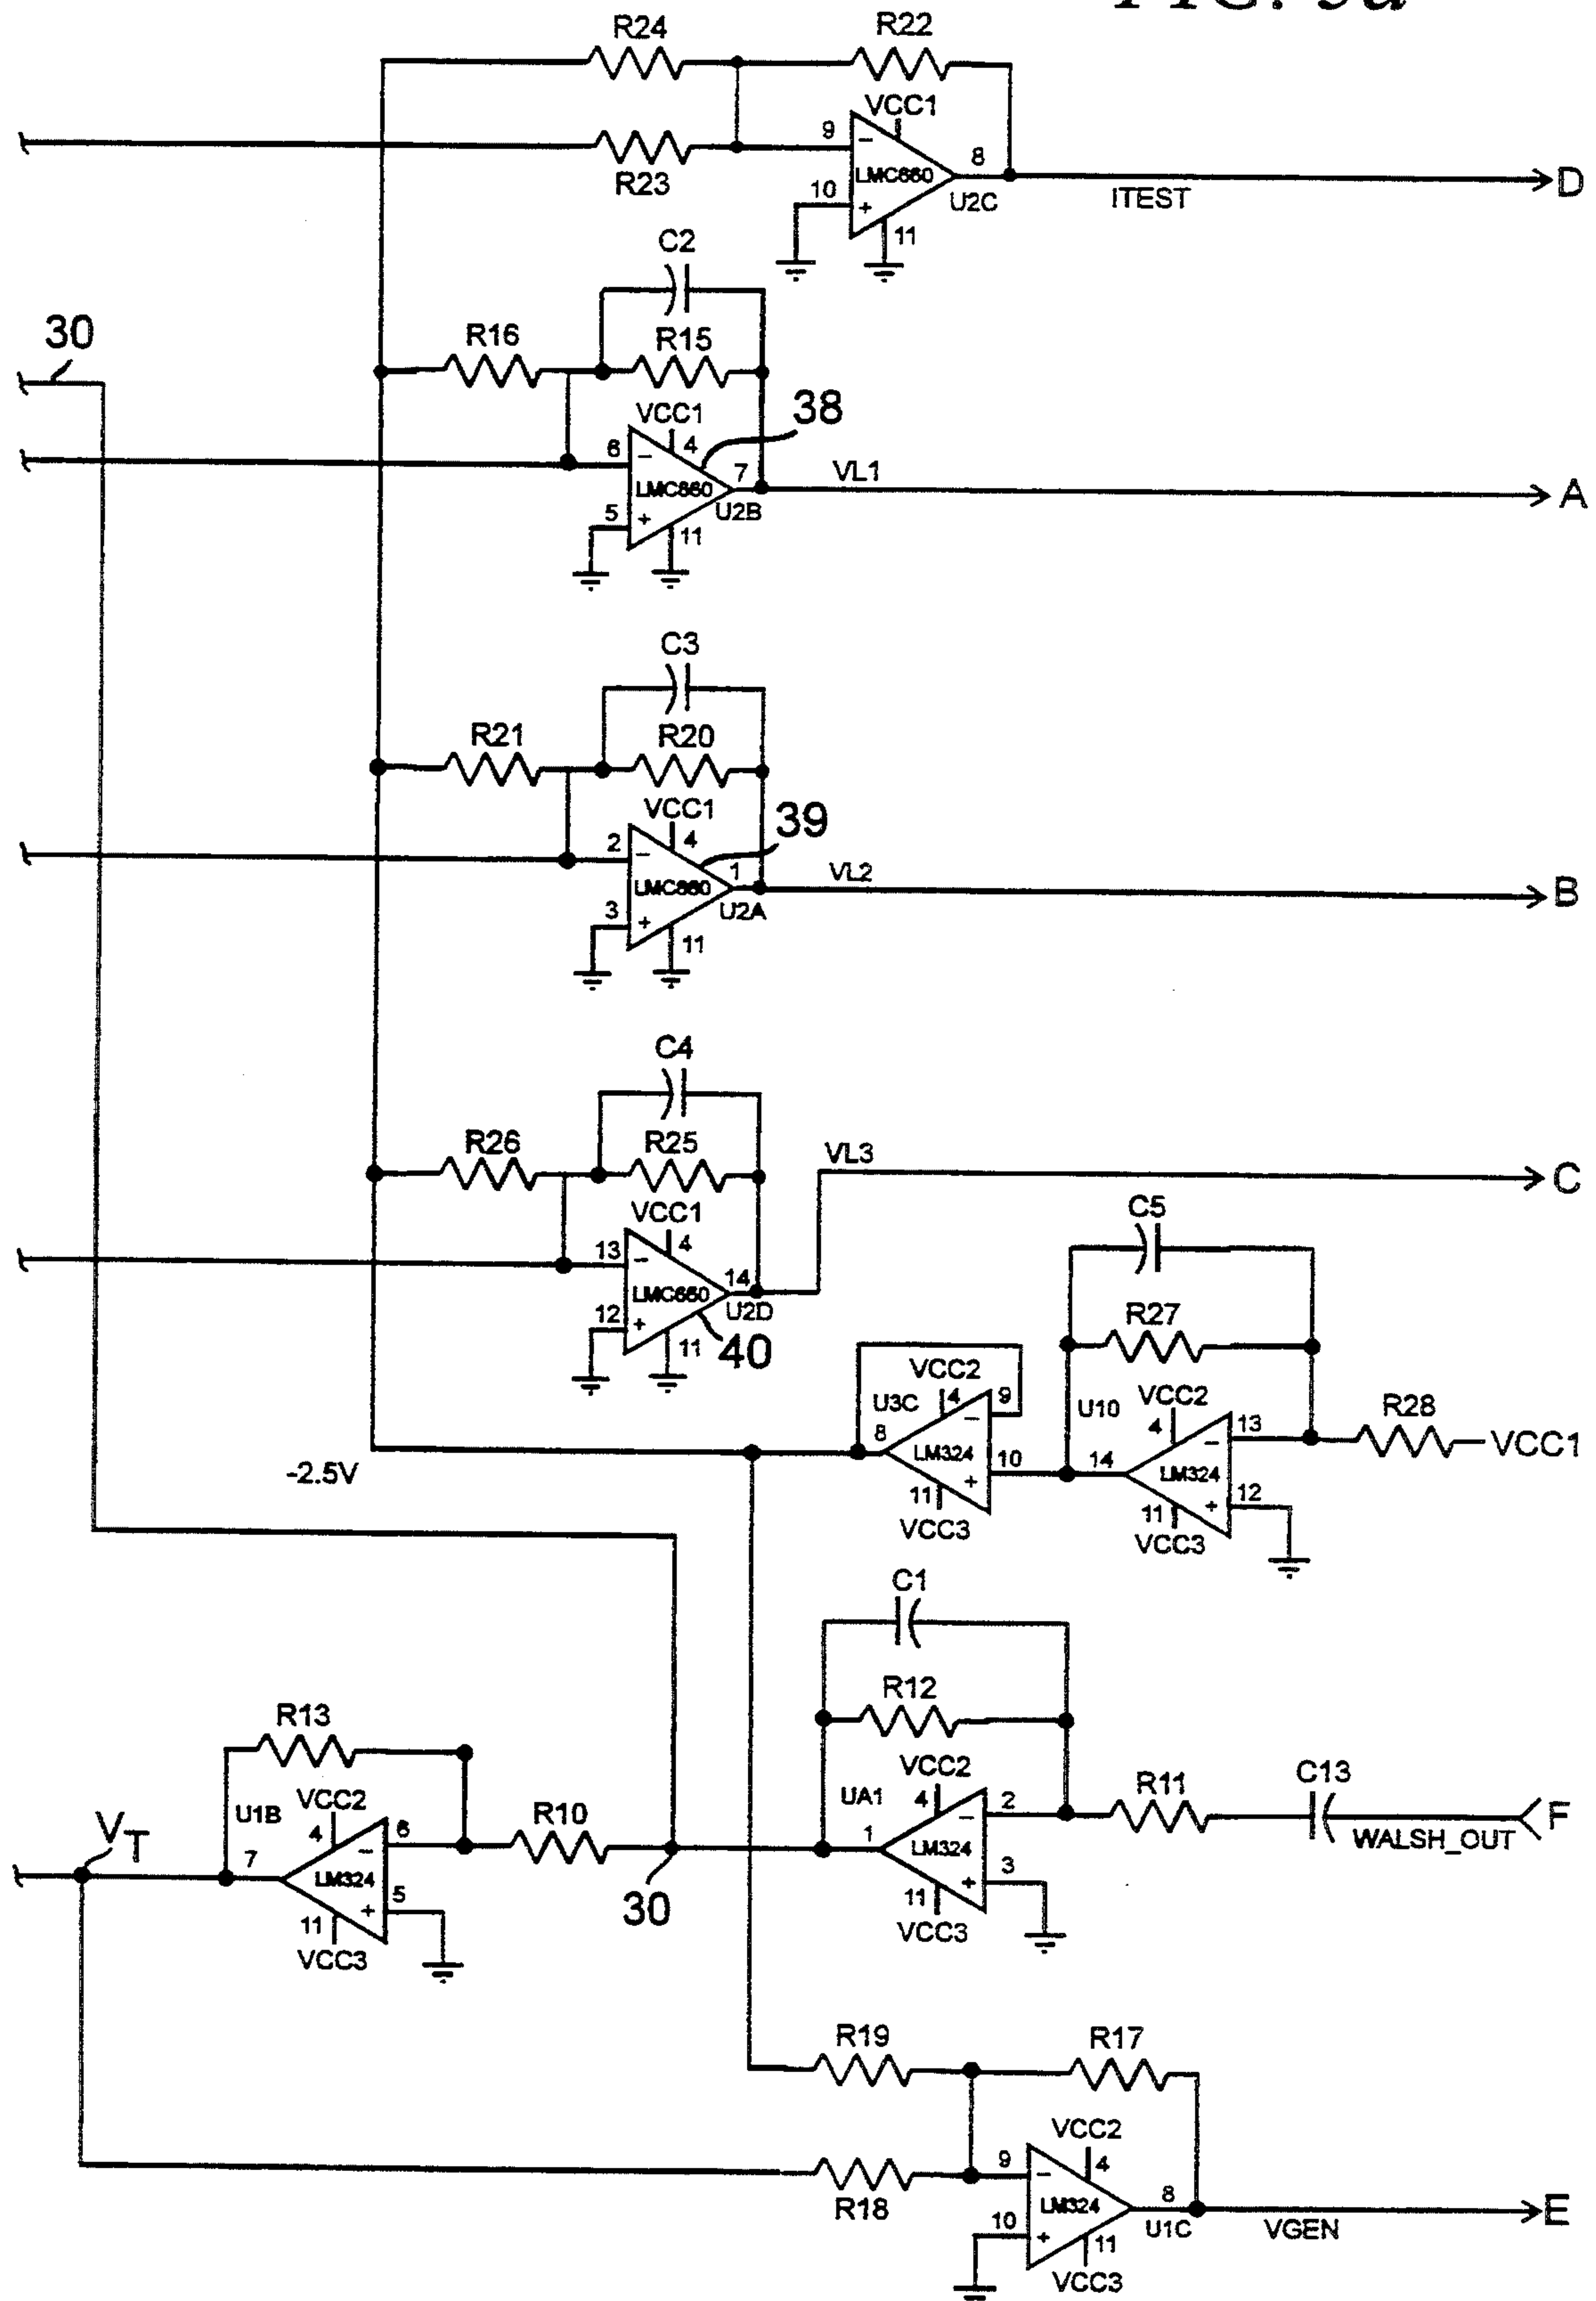 R24
R22
VCC1
9
-
8
LMC660
R23
10
+
U2C
11
ITEST
D
C2
30
R16
R15
VCC1
38
4
6
-
7
VL1
LMC660
5
+
U2B
11
A
C3
R21
R20
VCC1
39
4
2
-
1
VL2
LMC660
3
+
U2A
11
B
C4
R26
R25
VL3
C
VCC1
4
13
-
14
LMC660
12
+
U2D
11
40
C5
R27
VCC2
U3C
4
9
-
8
LM324
10
+
11
VCC3
VCC2
U10
4
13
-
14
LM324
12
+
11
VCC3
R28
VCC1
-2.5V
C1
R12
R13
VCC2
U1B
4
6
-
7
LM324
5
+
11
VCC3
VT
R10
30
VCC2
UA1
4
2
-
1
LM324
3
+
11
VCC3
R11
C13
WALSH_OUT
F
R19
R17
VCC2
9
-
4
LM324
8
R18
10
+
U1C
11
VCC3
VGEN
E